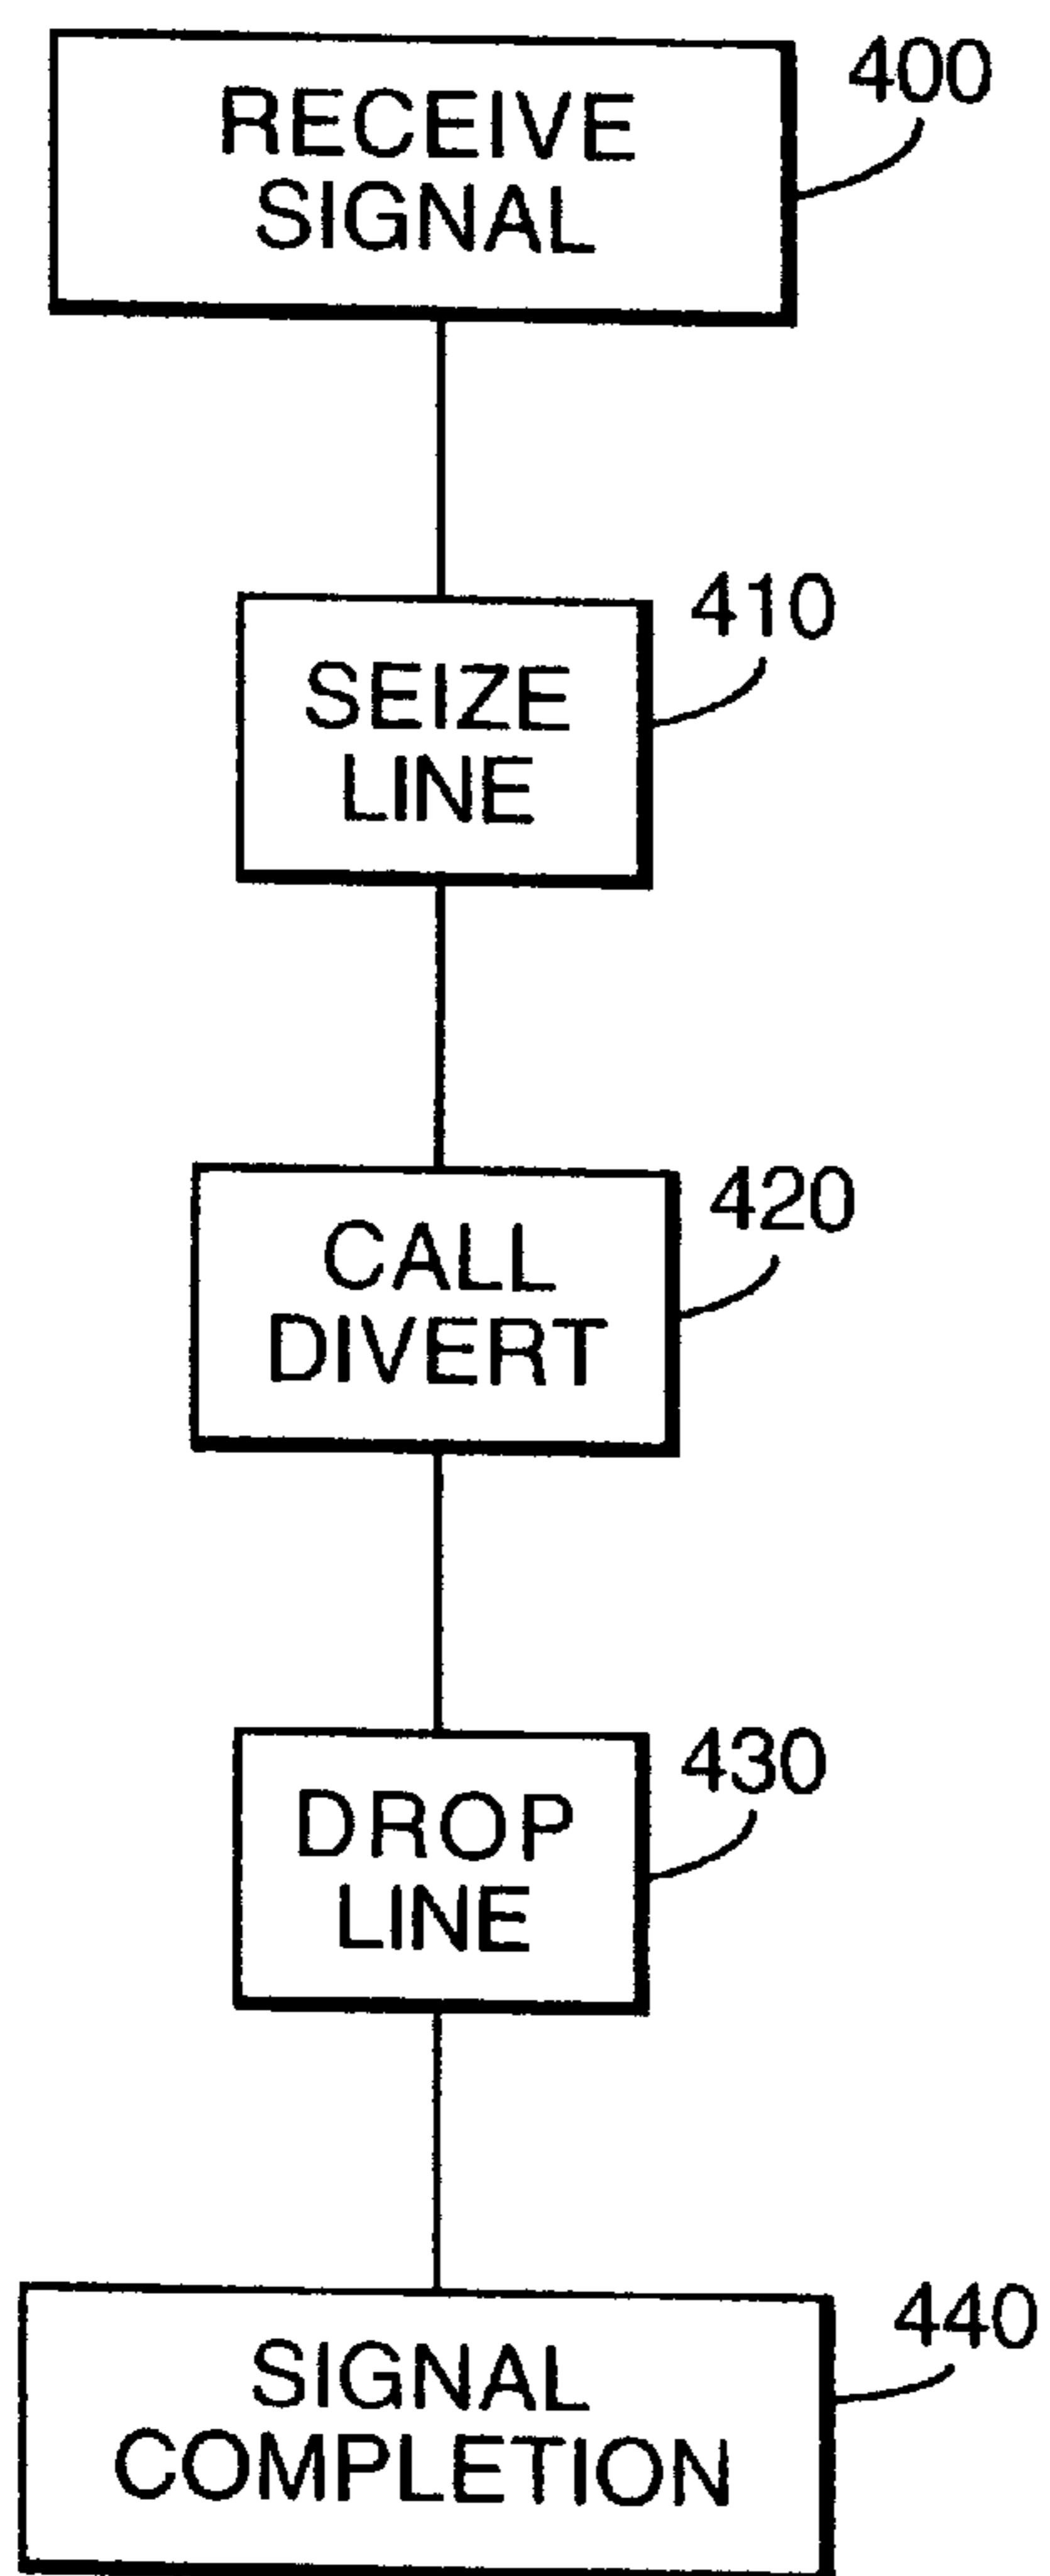 RECEIVE
SIGNAL
400
SEIZE
LINE
410
CALL
DIVERT
420
DROP
LINE
430
SIGNAL
COMPLETION
440